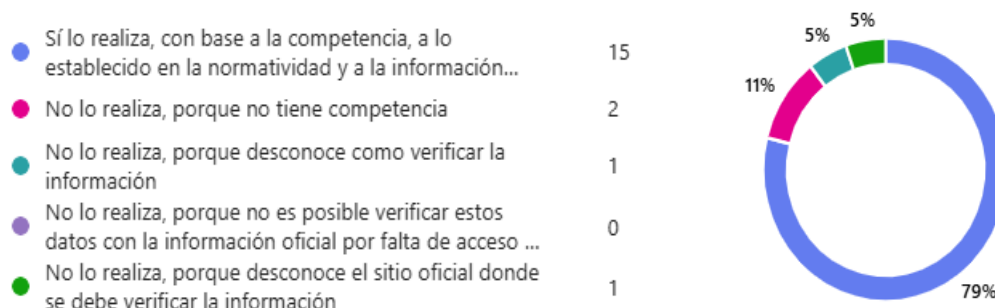 Sí lo realiza, con base a la competencia, a lo
establecido en la normatividad y a la información...
15
No lo realiza, porque no tiene competencia
2
No lo realiza, porque desconoce como verificar la
información
1
No lo realiza, porque no es posible verificar estos
datos con la información oficial por falta de acceso ...
0
No lo realiza, porque desconoce el sitio oficial donde
se debe verificar la información
1
5%
5%
11%
79%